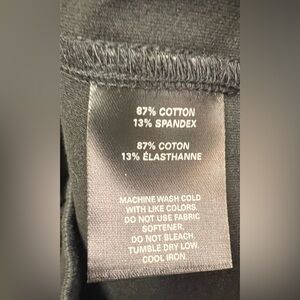 87% COTTON
13% SPANDEX
87% COTON
13% ÉLASTHANNE
MACHINE WASH COLD
WITH LIKE COLORS.
DO NOT USE FABRIC
SOFTENER.
DO NOT BLEACH.
TUMBLE DRY LOW.
COOL IRON.